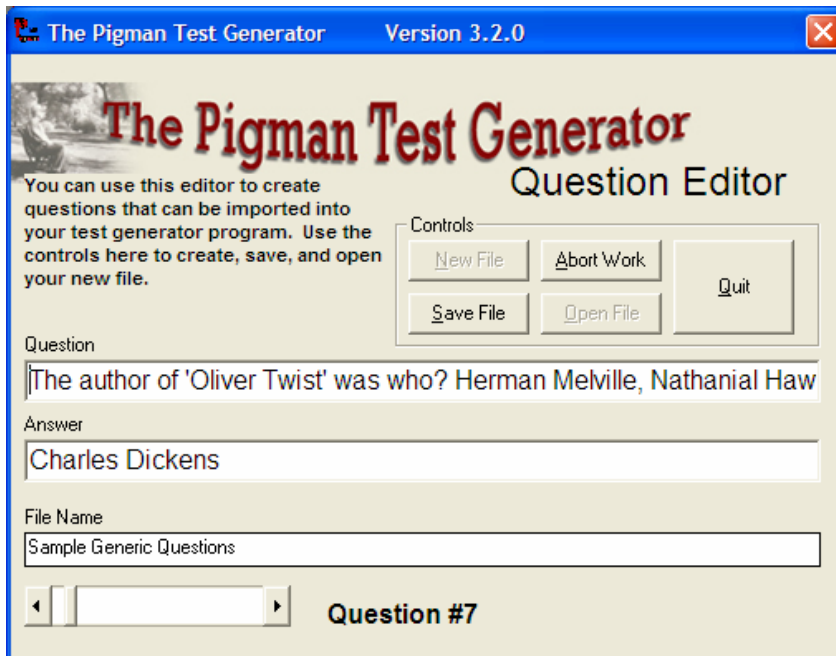 The Pigman Test Generator Version 3.2.0
The Pigman Test Generator
Question Editor
You can use this editor to create
questions that can be imported into
your test generator program. Use the
controls here to create, save, and open
your new file.
Controls
New File
Abort Work
Quit
Save File
Open File
Question
The author of 'Oliver Twist' was who? Herman Melville, Nathanial Haw
Answer
Charles Dickens
File Name
Sample Generic Questions
Question #7